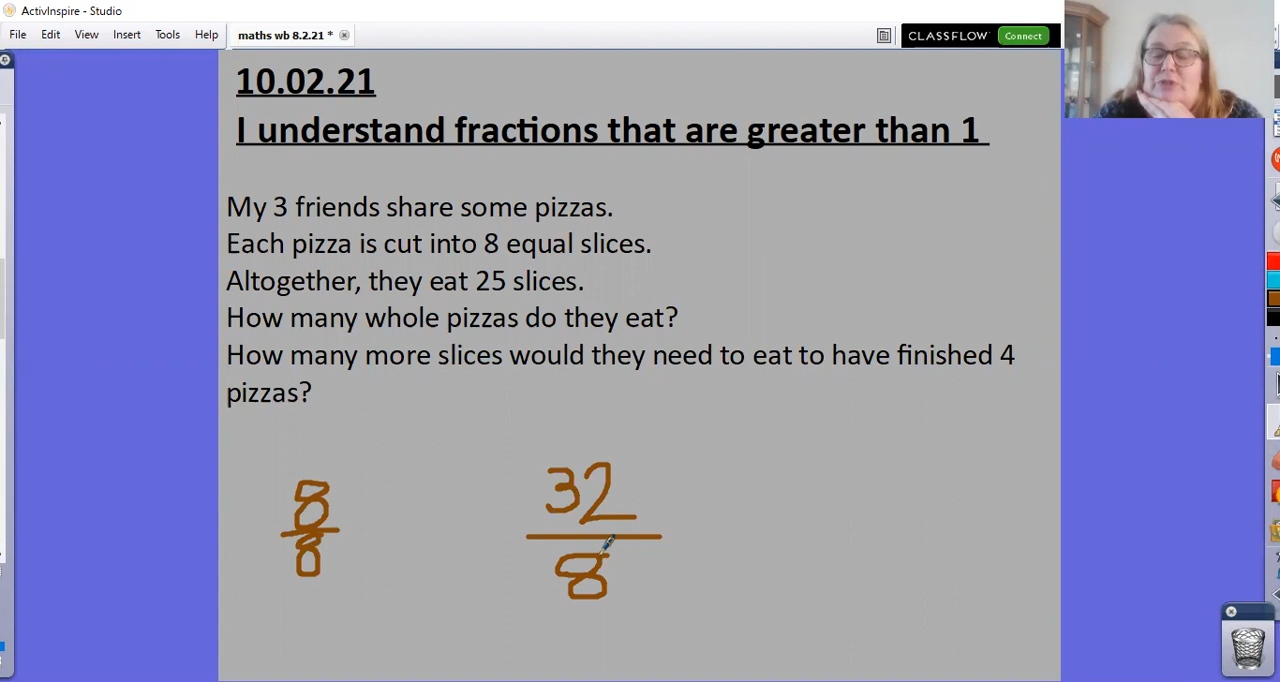 ActivInspire - Studio
File Edit View Insert Tools Help
maths wb 8.2.21 *
CLASSFLOW Connect
10.02.21
I understand fractions that are greater than 1
My 3 friends share some pizzas.
Each pizza is cut into 8 equal slices.
Altogether, they eat 25 slices.
How many whole pizzas do they eat?
How many more slices would they need to eat to have finished 4
pizzas?
8
8
32
8